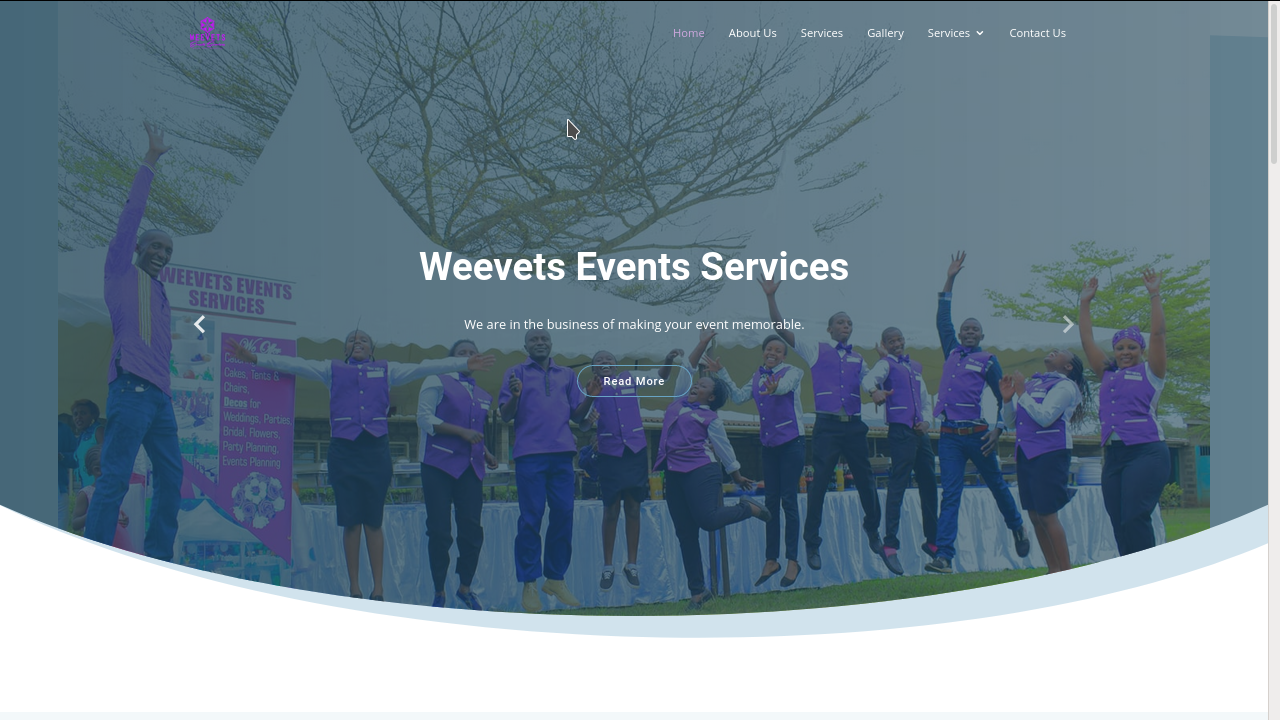 Home
About Us
Services
Gallery
Services
Contact Us
Weevets Events Services
We are in the business of making your event memorable.
Read More
WEEVETS EVENTS
SERVICES
We Offer
Cakes, Tents &
Chairs,
Decos for
Weddings, Parties
Bridal, Flowers,
Party Planning,
Events Planning